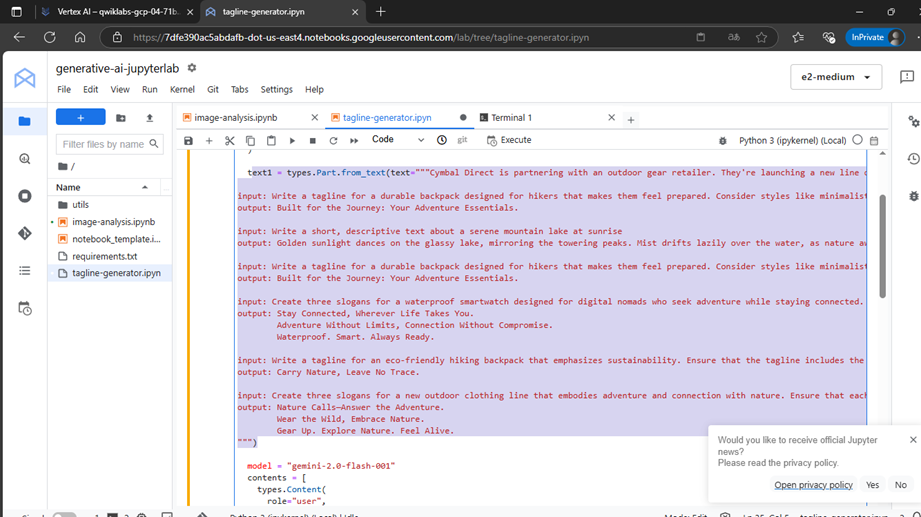 Vertex AI – qwiklabs-gcp-04-71b
tagline-generator.ipyn
https://7dfe390ac5abdafb-dot-us-east4.notebooks.googleusercontent.com/lab/tree/tagline-generator.ipyn
InPrivate
generative-ai-jupyterlab
e2-medium
File Edit View Run Kernel Git Tabs Settings Help
image-analysis.ipynb
tagline-generator.ipyn
Terminal 1
Filter files by name
Code
git
Execute
Python 3 (ipykernel) (Local)
/
Name
utils
image-analysis.ipynb
notebook_template.i...
requirements.txt
tagline-generator.ipyn
)
text1 = types.Part.from_text(text="""Cymbal Direct is partnering with an outdoor gear retailer. They're launching a new line
input: Write a tagline for a durable backpack designed for hikers that makes them feel prepared. Consider styles like minimalist
output: Built for the Journey: Your Adventure Essentials.
input: Write a short, descriptive text about a serene mountain lake at sunrise
output: Golden sunlight dances on the glassy lake, mirroring the towering peaks. Mist drifts lazily over the water, as nature
input: Write a tagline for a durable backpack designed for hikers that makes them feel prepared. Consider styles like minimalist
output: Built for the Journey: Your Adventure Essentials.
input: Create three slogans for a waterproof smartwatch designed for digital nomads who seek adventure while staying connected.
output: Stay Connected, Wherever Life Takes You.
Adventure Without Limits, Connection Without Compromise.
Waterproof. Smart. Always Ready.
input: Write a tagline for an eco-friendly hiking backpack that emphasizes sustainability. Ensure that the tagline includes the
output: Carry Nature, Leave No Trace.
input: Create three slogans for a new outdoor clothing line that embodies adventure and connection with nature. Ensure that each
output: Nature Calls—Answer the Adventure.
Wear the Wild, Embrace Nature.
Gear Up. Explore Nature. Feel Alive.
""")
model = "gemini-2.0-flash-001"
contents = [
types.Content(
role="user",
Would you like to receive official Jupyter
news?
Please read the privacy policy.
Open privacy policy Yes No